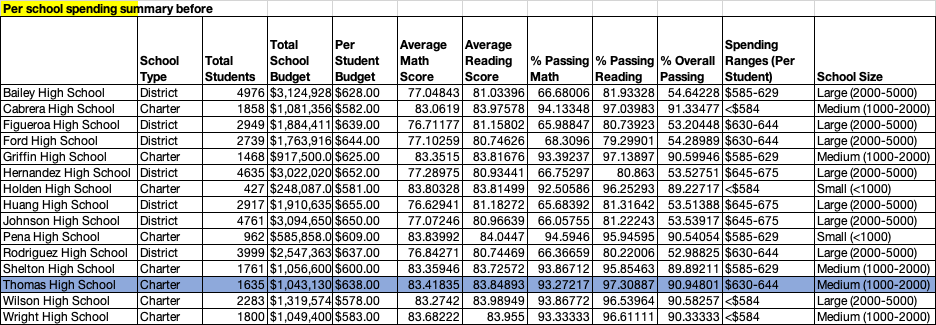 Per school spending summary before
School Type Total Students Total School Budget Per Student Budget Average Math Score Average Reading Score % Passing Math % Passing Reading % Overall Passing Spending Ranges (Per Student) School Size
Bailey High School District 4976 $3,124,928 $628.00 77.04843 81.03396 66.68006 81.93328 54.64228 $585-629 Large (2000-5000)
Cabrera High School Charter 1858 $1,081,356 $582.00 83.0619 83.97578 94.13348 97.03983 91.33477 <$584 Medium (1000-2000)
Figueroa High School District 2949 $1,884,411 $639.00 76.71177 81.15802 65.98847 80.73923 53.20448 $630-644 Large (2000-5000)
Ford High School District 2739 $1,763,916 $644.00 77.10259 80.74626 68.3096 79.29901 54.28989 $630-644 Large (2000-5000)
Griffin High School Charter 1468 $917,500.0 $625.00 83.3515 83.81676 93.39237 97.13897 90.59946 $585-629 Medium (1000-2000)
Hernandez High School District 4635 $3,022,020 $652.00 77.28975 80.93441 66.75297 80.863 53.52751 $645-675 Large (2000-5000)
Holden High School Charter 427 $248,087.0 $581.00 83.80328 83.81499 92.50586 96.25293 89.22717 <$584 Small (<1000)
Huang High School District 2917 $1,910,635 $655.00 76.62941 81.18272 65.68392 81.31642 53.51388 $645-675 Large (2000-5000)
Johnson High School District 4761 $3,094,650 $650.00 77.07246 80.96639 66.05755 81.22243 53.53917 $645-675 Large (2000-5000)
Pena High School Charter 962 $585,858.0 $609.00 83.83992 84.0447 94.5946 95.94595 90.54054 $585-629 Small (<1000)
Rodriguez High School District 3999 $2,547,363 $637.00 76.84271 80.74469 66.36659 80.22006 52.98825 $630-644 Large (2000-5000)
Shelton High School Charter 1761 $1,056,600 $600.00 83.35946 83.72572 93.86712 95.85463 89.89211 $585-629 Medium (1000-2000)
Thomas High School Charter 1635 $1,043,130 $638.00 83.41835 83.84893 93.27217 97.30887 90.94801 $630-644 Medium (1000-2000)
Wilson High School Charter 2283 $1,319,574 $578.00 83.2742 83.98949 93.86772 96.53964 90.58257 <$584 Large (2000-5000)
Wright High School Charter 1800 $1,049,400 $583.00 83.68222 83.955 93.33333 96.61111 90.33333 <$584 Medium (1000-2000)